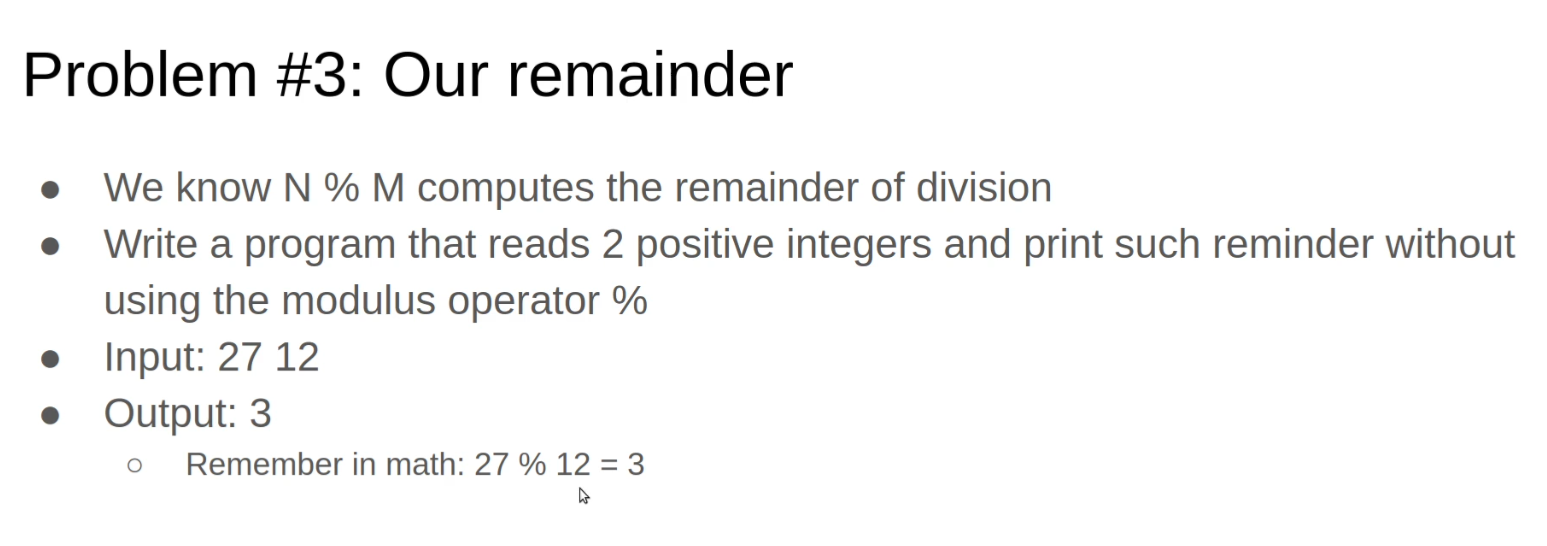 Problem #3: Our remainder
● We know N % M computes the remainder of division
● Write a program that reads 2 positive integers and print such reminder without
using the modulus operator %
● Input: 27 12
● Output: 3
○ Remember in math: 27 % 12 = 3